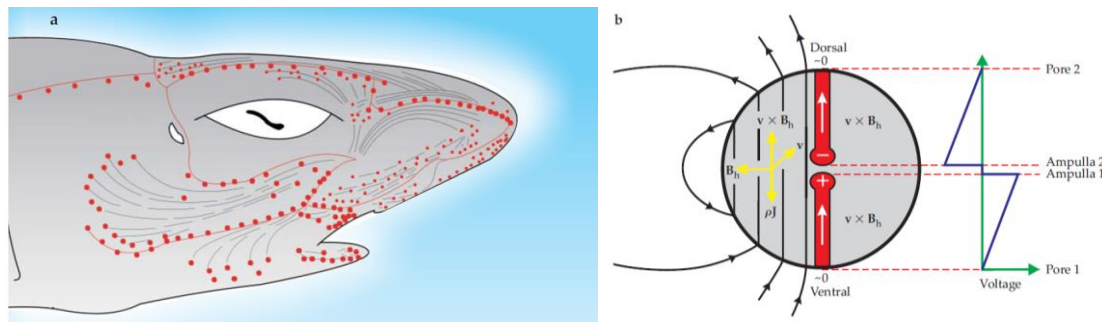 a
b
Dorsal
~0
Pore 2
v × Bₕ
v × Bₕ
v
−
Ampulla 2
Bₕ
Ampulla 1
+
ρJ
v × Bₕ
~0
Pore 1
Ventral
Voltage